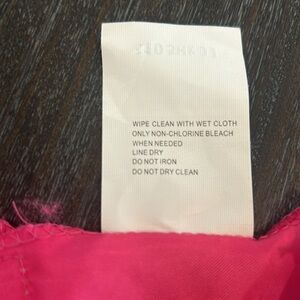 WIPE CLEAN WITH WET CLOTH
ONLY NON-CHLORINE BLEACH
WHEN NEEDED
LINE DRY
DO NOT IRON
DO NOT DRY CLEAN